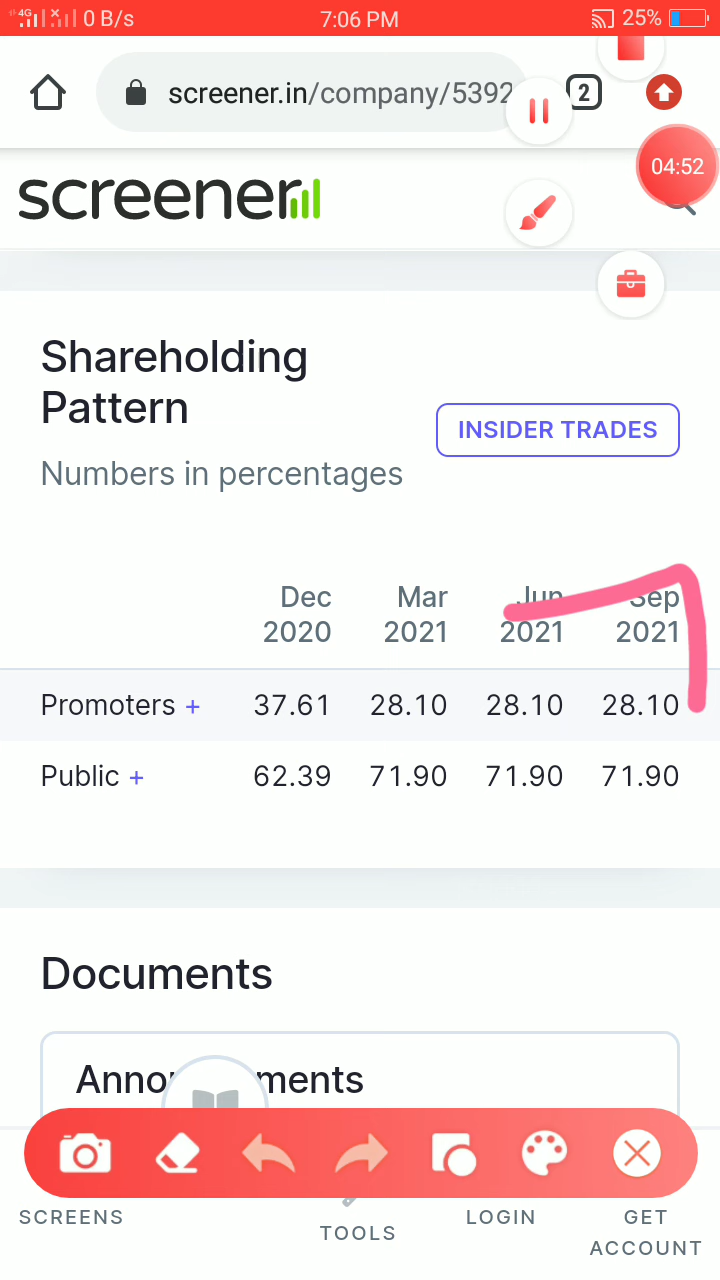 4G 0 B/s 7:06 PM 25%
screener.in/company/5392
2
04:52
screener
Shareholding
Pattern
INSIDER TRADES
Numbers in percentages
Dec Mar Jun Sep
2020 2021 2021 2021
Promoters + 37.61 28.10 28.10 28.10
Public + 62.39 71.90 71.90 71.90
Documents
SCREENS
TOOLS
LOGIN
GET
ACCOUNT